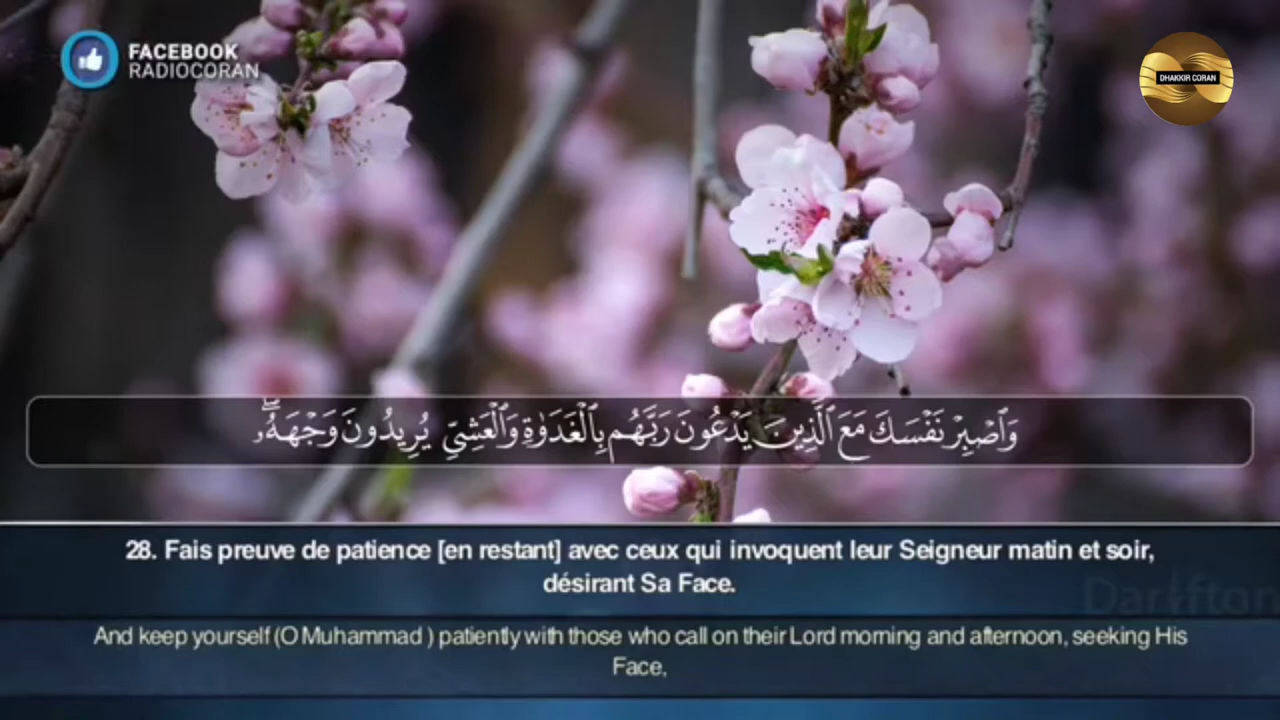 FACEBOOK
RADIOCORAN
DHAKKIR CORAN
وَٱصْبِرْ نَفْسَكَ مَعَ ٱلَّذِينَ يَدْعُونَ رَبَّهُم بِٱلْغَدَوٰةِ وَٱلْعَشِىِّ يُرِيدُونَ وَجْهَهُۥۖ
28. Fais preuve de patience [en restant] avec ceux qui invoquent leur Seigneur matin et soir,
désirant Sa Face.
And keep yourself (O Muhammad ) patiently with those who call on their Lord morning and afternoon, seeking His
Face,